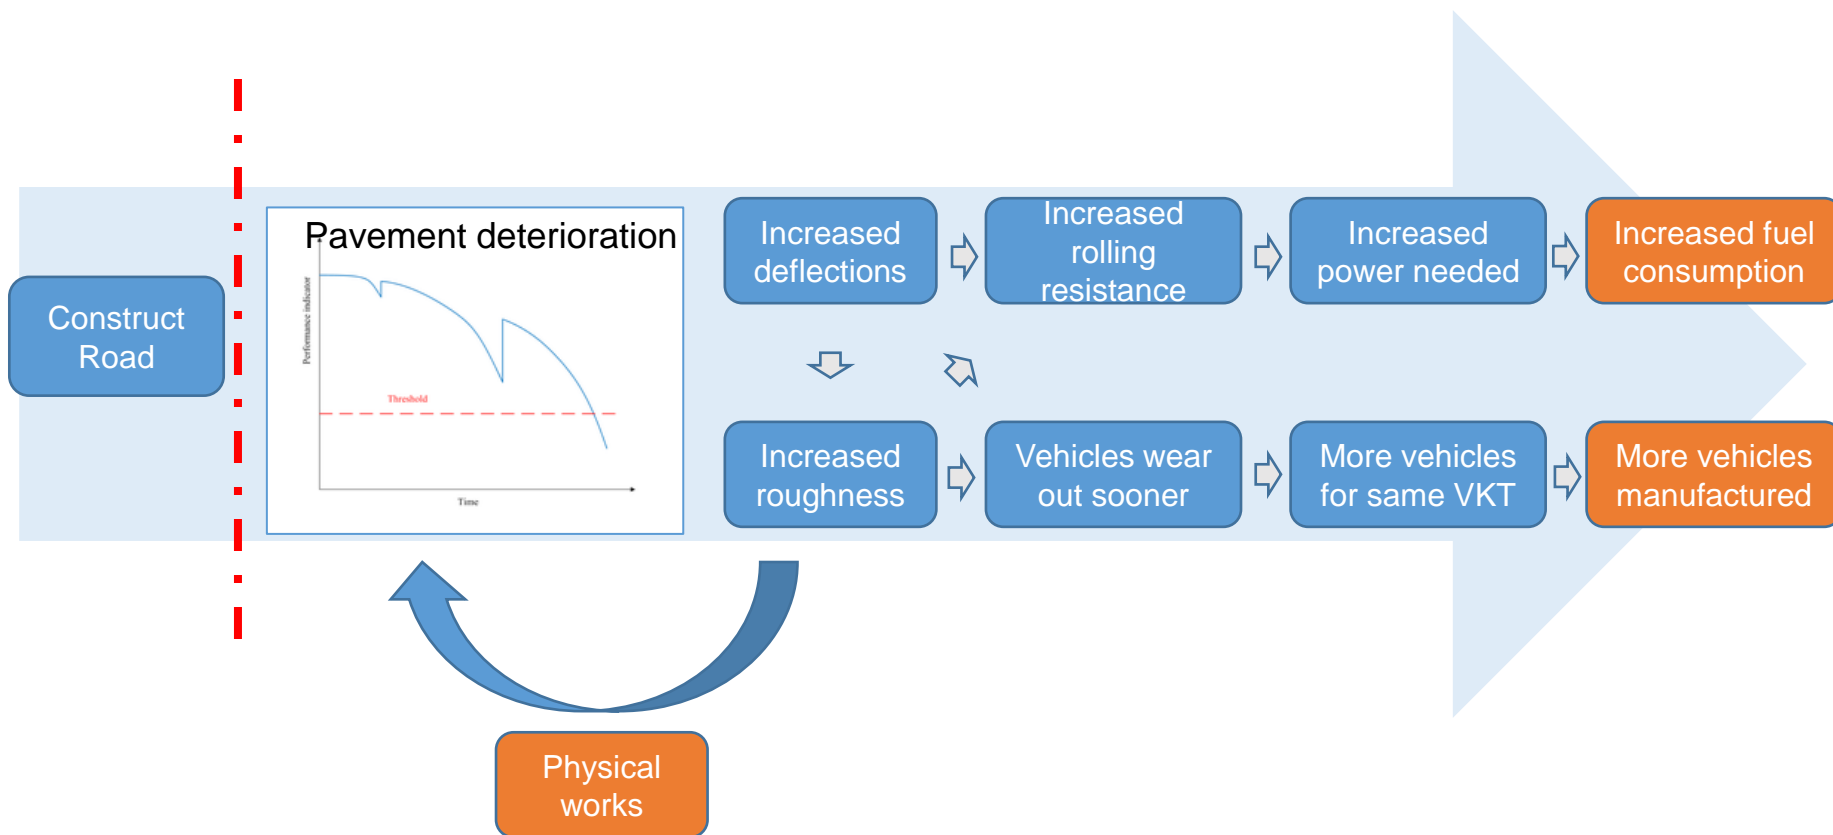 Construct
Road
Pavement deterioration
Performance indicator
Threshold
Time
Increased
deflections
Increased
rolling
resistance
Increased
power needed
Increased fuel
consumption
Increased
roughness
Vehicles wear
out sooner
More vehicles
for same VKT
More vehicles
manufactured
Physical
works